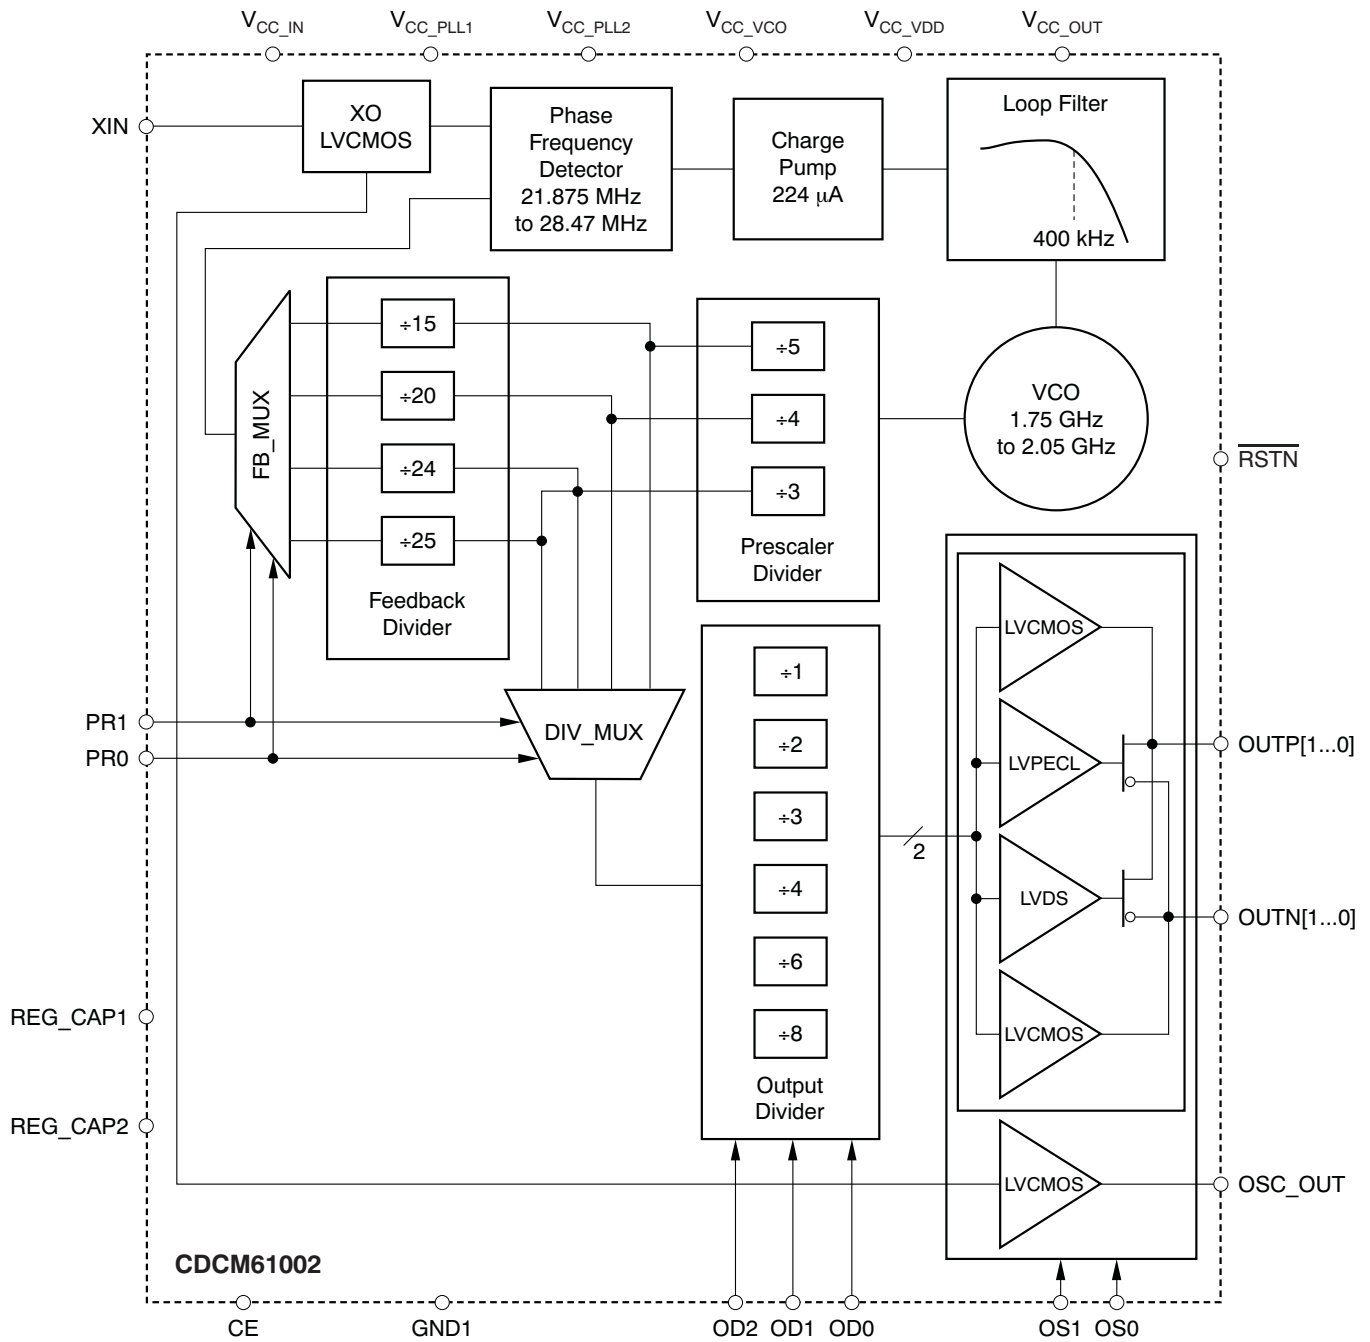 VCC_IN VCC_PLL1 VCC_PLL2 VCC_VCO VCC_VDD VCC_OUT
XIN
XO
LVCMOS
Phase
Frequency
Detector
21.875 MHz
to 28.47 MHz
Charge
Pump
224 µA
Loop Filter
400 kHz
FB_MUX
÷15
÷20
÷24
÷25
Feedback
Divider
÷5
÷4
÷3
Prescaler
Divider
VCO
1.75 GHz
to 2.05 GHz
RSTN
PR1
PR0
DIV_MUX
÷1
÷2
÷3
÷4
÷6
÷8
Output
Divider
2
LVCMOS
LVPECL
LVDS
LVCMOS
LVCMOS
OUTP[1...0]
OUTN[1...0]
OSC_OUT
REG_CAP1
REG_CAP2
CDCM61002
CE GND1 OD2 OD1 OD0 OS1 OS0